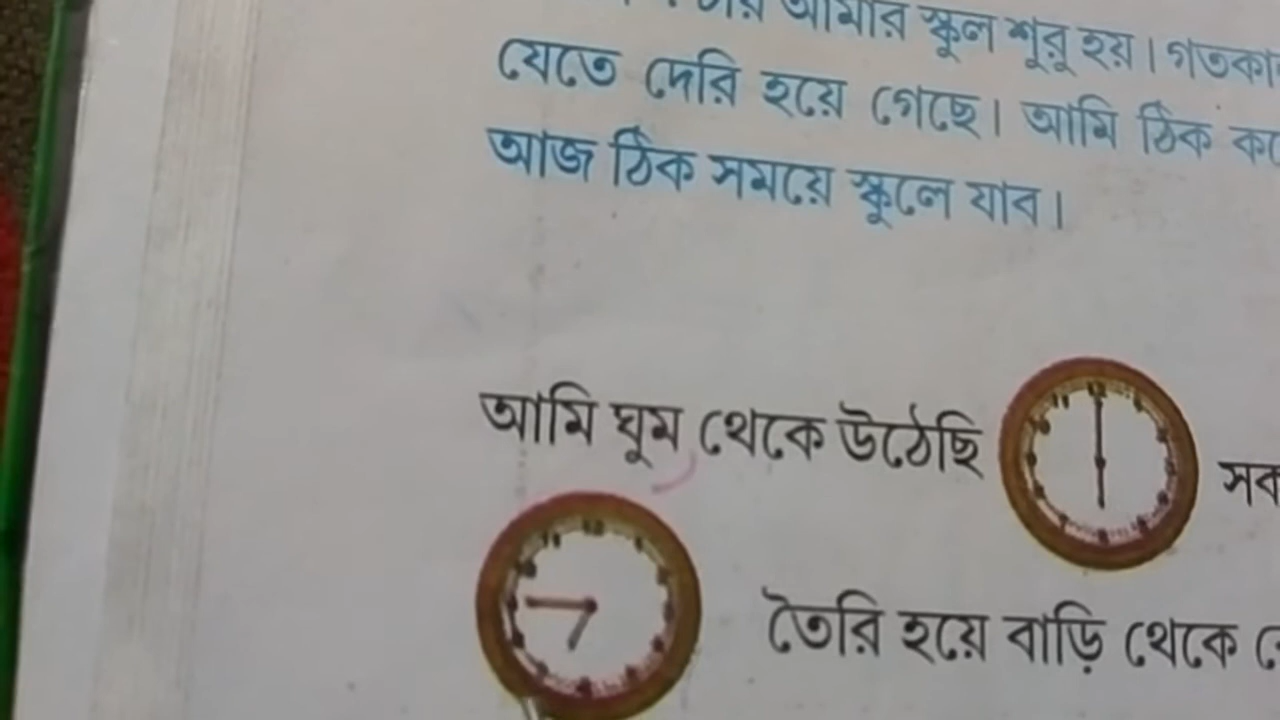 আমার স্কুল শুরু হয়। গতকা
যেতে দেরি হয়ে গেছে। আমি ঠিক
আজ ঠিক সময়ে স্কুলে যাব।
আমি ঘুম থেকে উঠেছি
তৈরি হয়ে বাড়ি থেকে